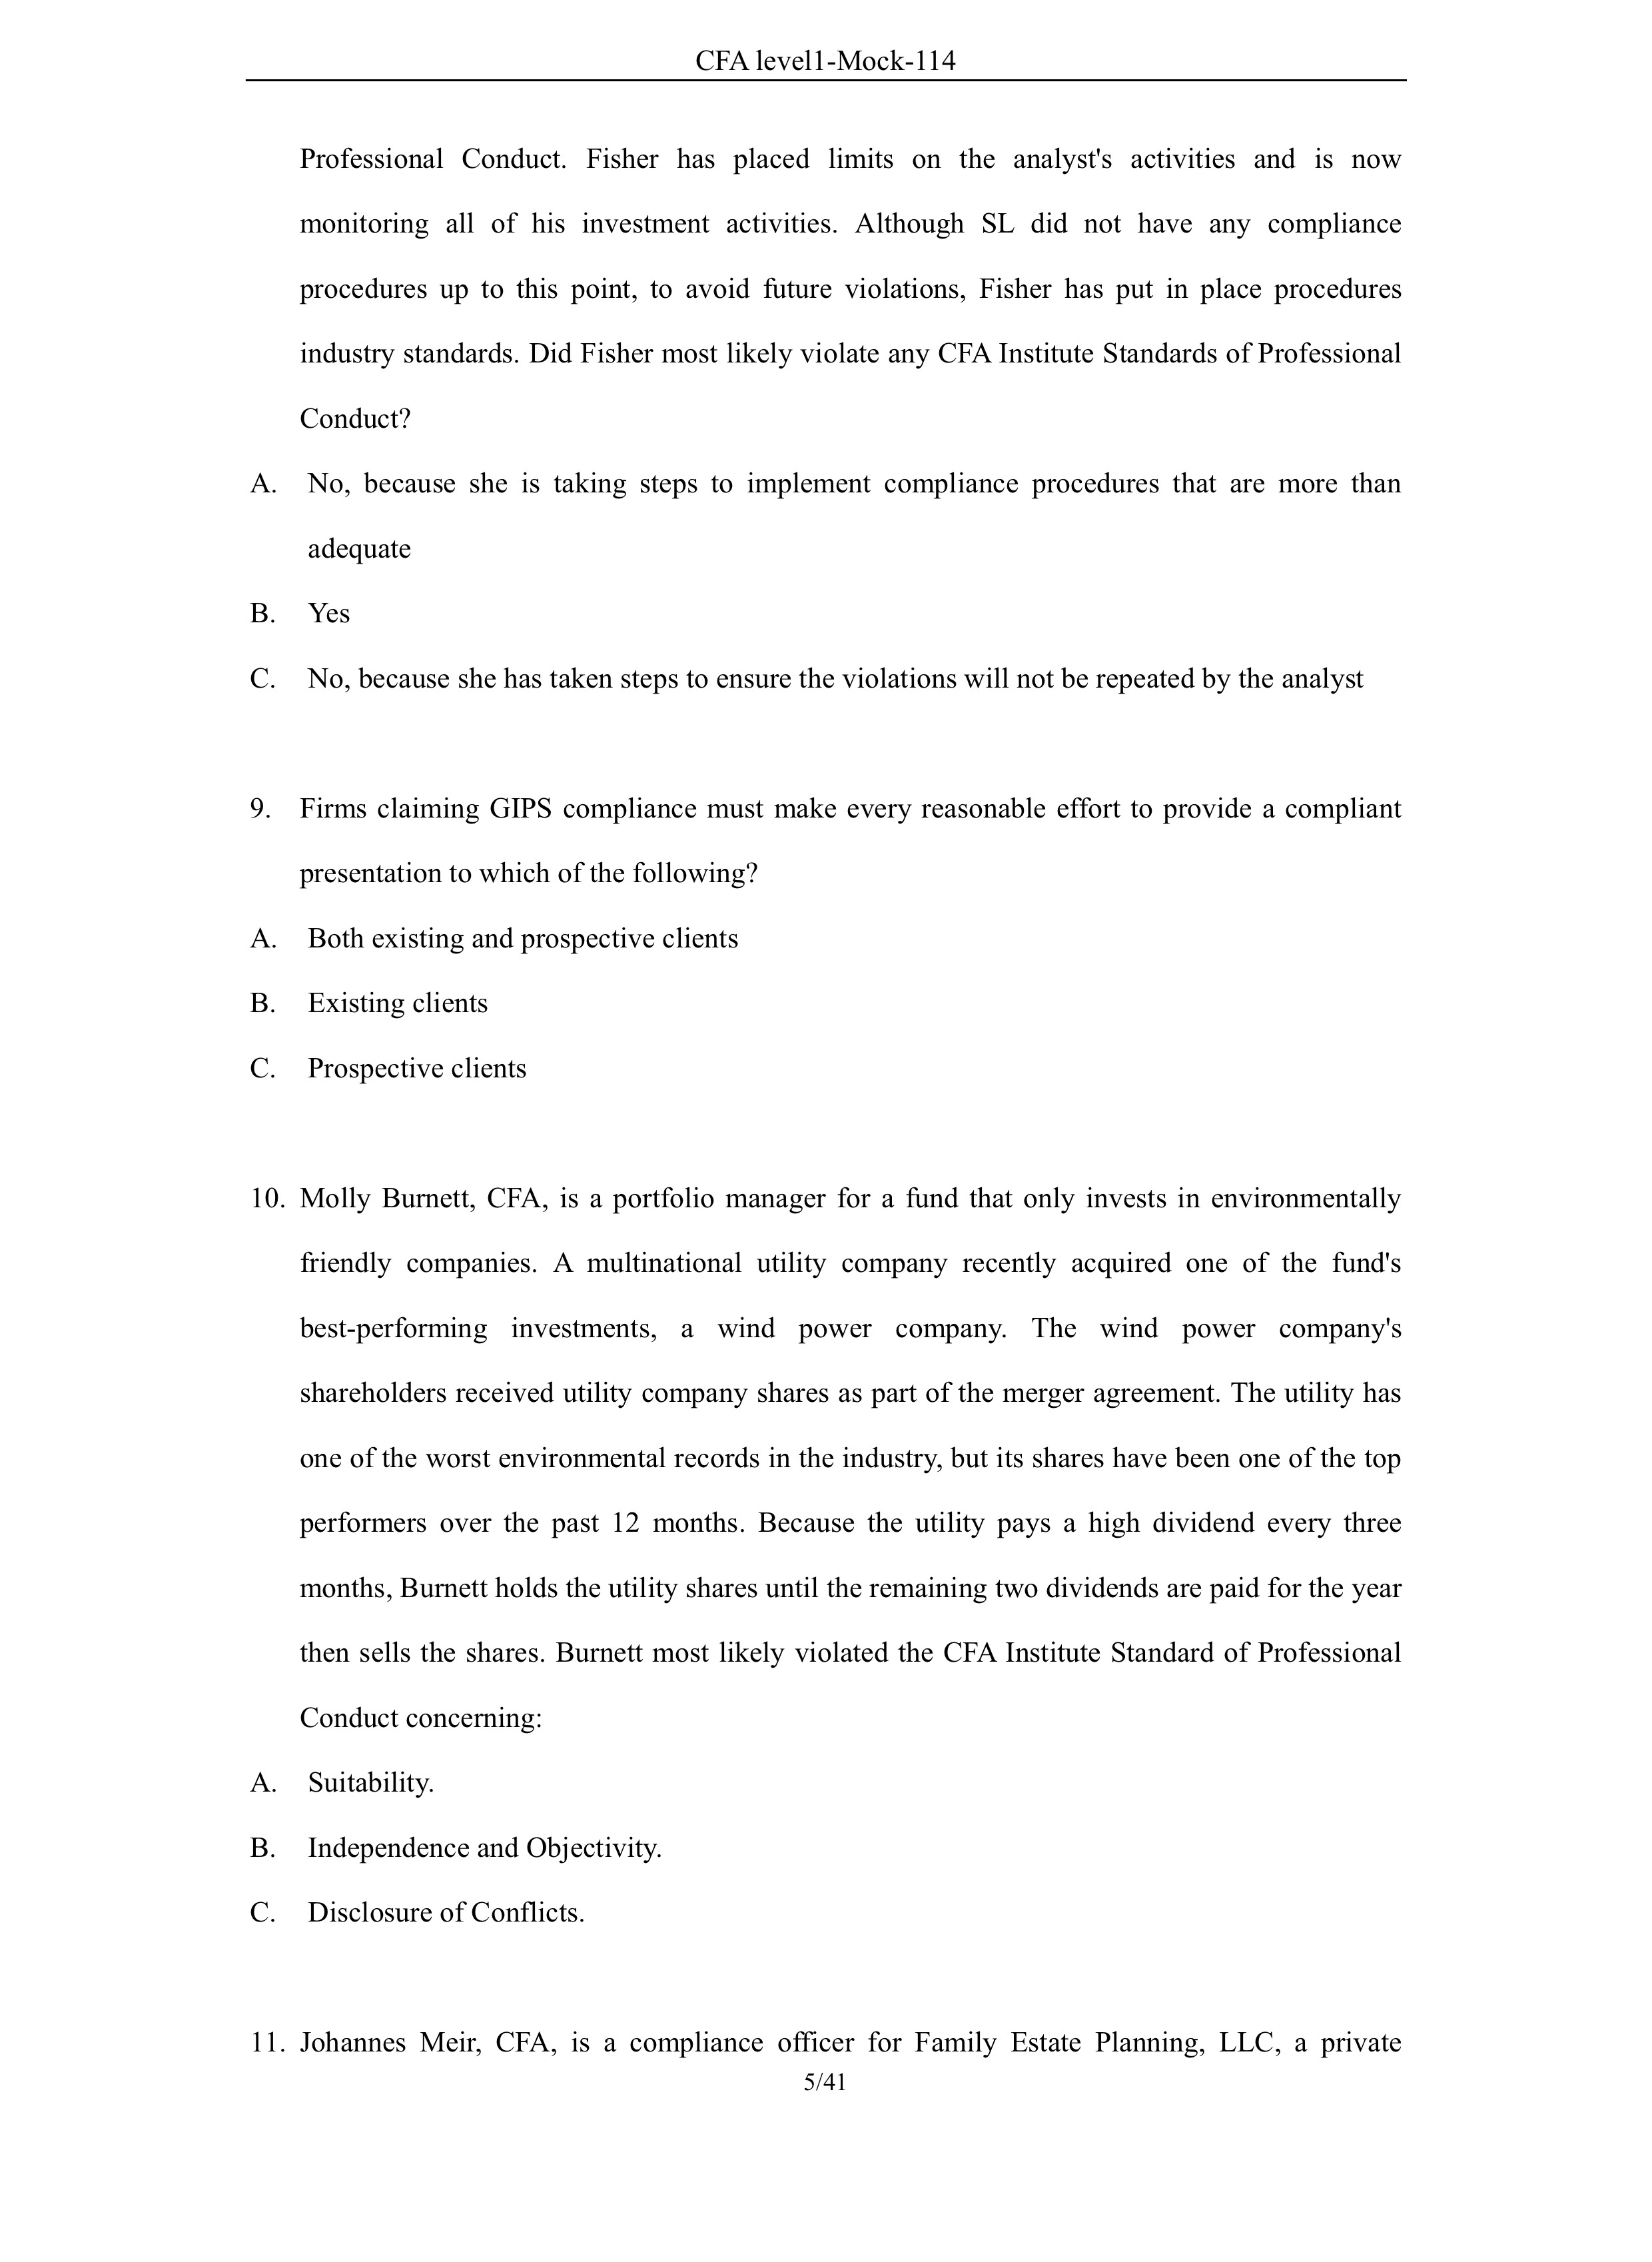 CFA level1-Mock-114
Professional Conduct. Fisher has placed limits on the analyst's activities and is now
monitoring all of his investment activities. Although SL did not have any compliance
procedures up to this point, to avoid future violations, Fisher has put in place procedures
industry standards. Did Fisher most likely violate any CFA Institute Standards of Professional
Conduct?
A. No, because she is taking steps to implement compliance procedures that are more than
adequate
B. Yes
C. No, because she has taken steps to ensure the violations will not be repeated by the analyst
9. Firms claiming GIPS compliance must make every reasonable effort to provide a compliant
presentation to which of the following?
A. Both existing and prospective clients
B. Existing clients
C. Prospective clients
10. Molly Burnett, CFA, is a portfolio manager for a fund that only invests in environmentally
friendly companies. A multinational utility company recently acquired one of the fund's
best-performing investments, a wind power company. The wind power company's
shareholders received utility company shares as part of the merger agreement. The utility has
one of the worst environmental records in the industry, but its shares have been one of the top
performers over the past 12 months. Because the utility pays a high dividend every three
months, Burnett holds the utility shares until the remaining two dividends are paid for the year
then sells the shares. Burnett most likely violated the CFA Institute Standard of Professional
Conduct concerning:
A. Suitability.
B. Independence and Objectivity.
C. Disclosure of Conflicts.
11. Johannes Meir, CFA, is a compliance officer for Family Estate Planning, LLC, a private
5/41